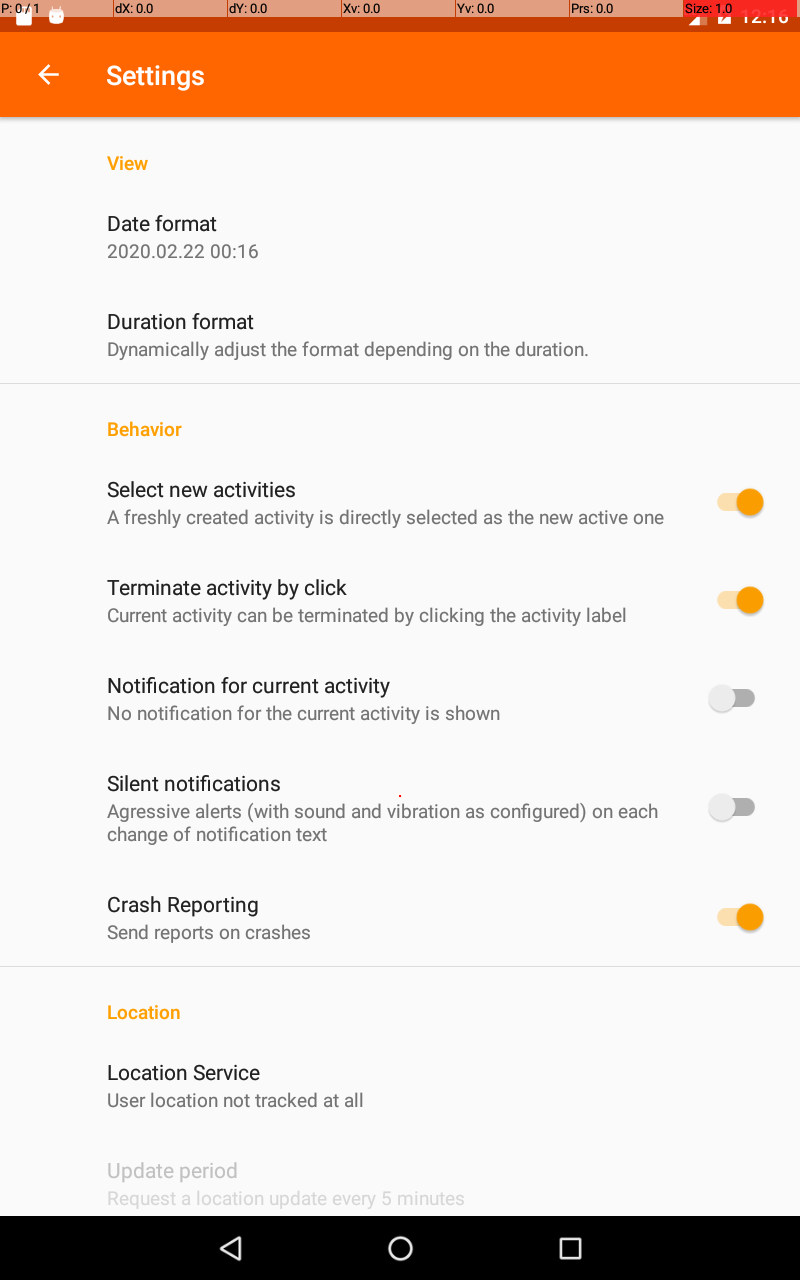 P: 0 / 1 dX: 0.0 dY: 0.0 Xv: 0.0 Yv: 0.0 Prs: 0.0 Size: 1.0
12:16
Settings
View
Date format
2020.02.22 00:16
Duration format
Dynamically adjust the format depending on the duration.
Behavior
Select new activities
A freshly created activity is directly selected as the new active one
Terminate activity by click
Current activity can be terminated by clicking the activity label
Notification for current activity
No notification for the current activity is shown
Silent notifications
Agressive alerts (with sound and vibration as configured) on each
change of notification text
Crash Reporting
Send reports on crashes
Location
Location Service
User location not tracked at all
Update period
Request a location update every 5 minutes